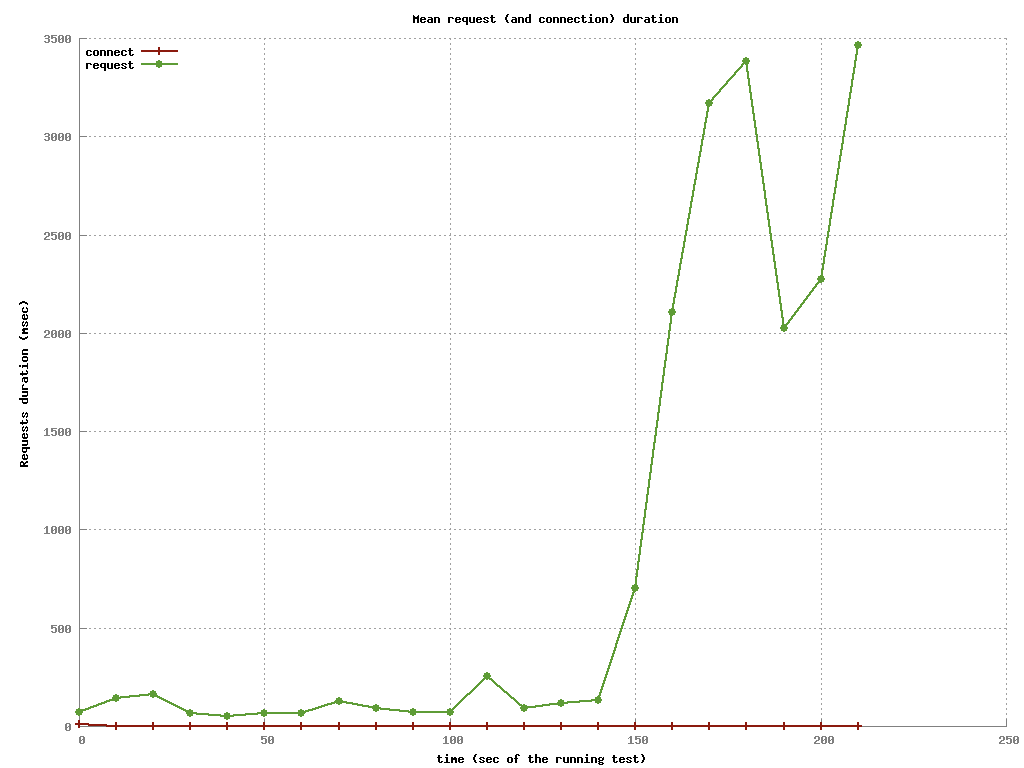 Mean request (and connection) duration
connect
request
3500
3000
2500
2000
1500
1000
500
0
0 50 100 150 200 250
Requests duration (msec)
time (sec of the running test)